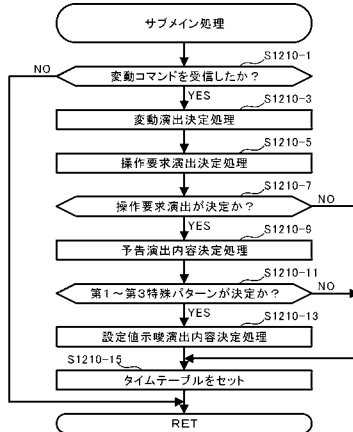 サブメイン処理
S1210-1
NO
変動コマンドを受信したか？
YES
S1210-3
変動演出決定処理
S1210-5
操作要求演出決定処理
S1210-7
操作要求演出が決定か？
NO
YES
S1210-9
予告演出内容決定処理
S1210-11
第1～第3特殊パターンが決定か？
NO
YES
S1210-13
設定値示唆演出内容決定処理
S1210-15
タイムテーブルをセット
RET